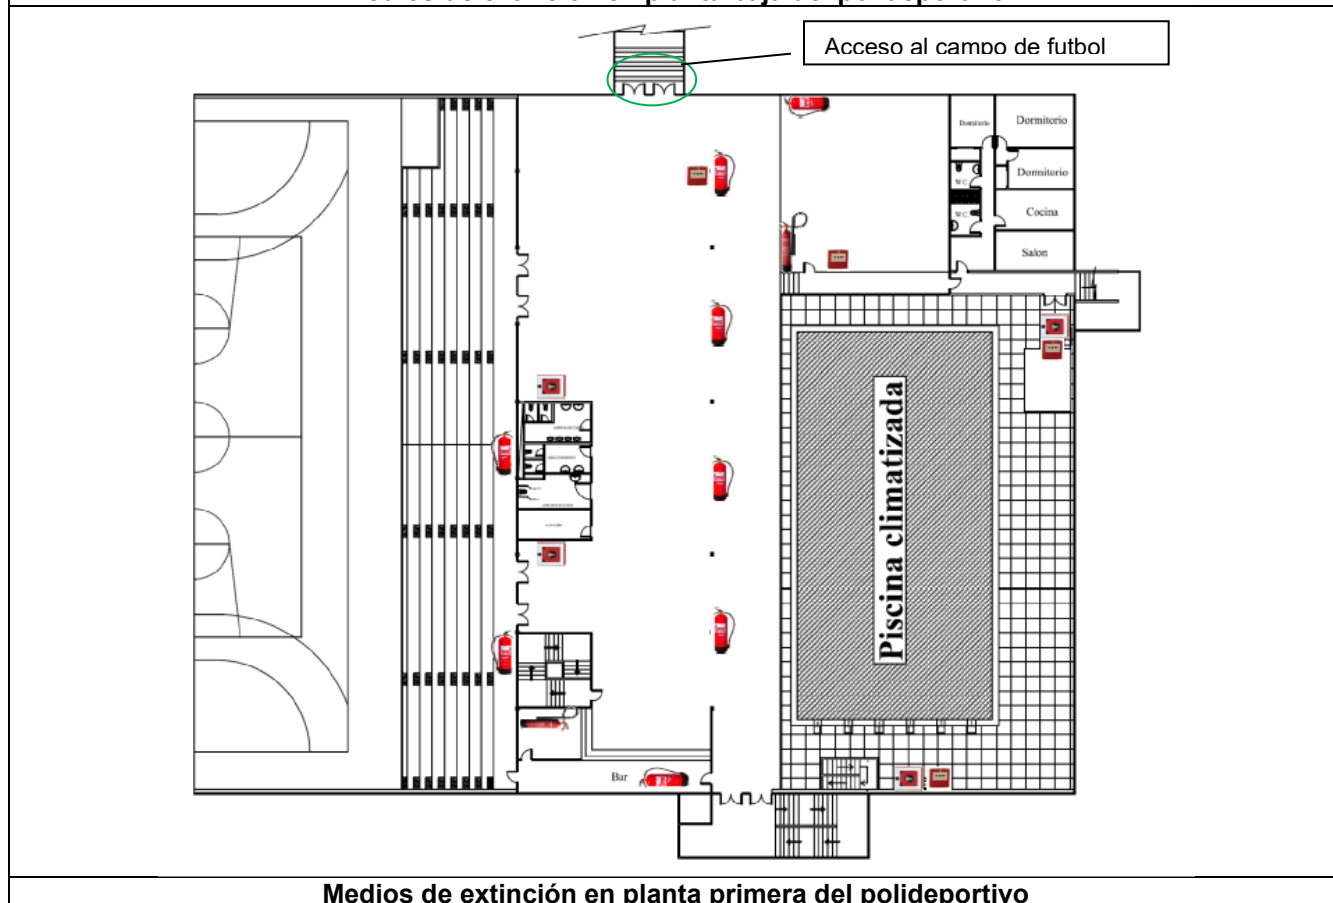 Acceso al campo de futbol
Dormitorio
Dormitorio
Dormitorio
W.C.
Cocina
W.C.
Salon
Piscina climatizada
Bar
Medios de extinción en planta primera del polideportivo